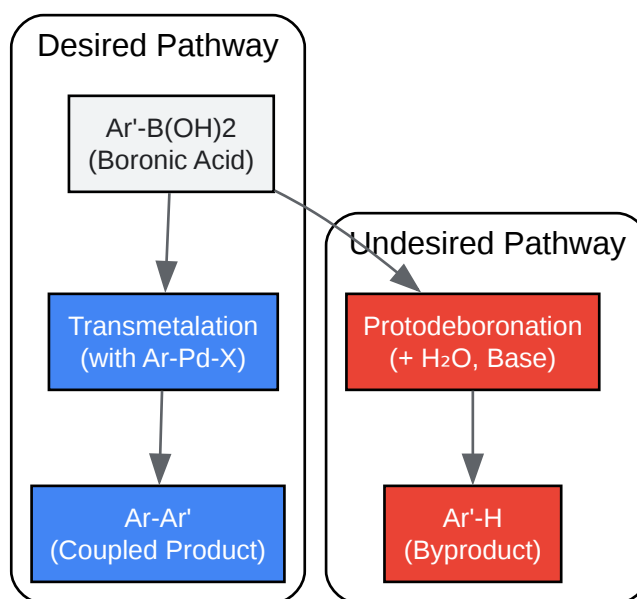 Desired Pathway
Ar'-B(OH)2
(Boronic Acid)
Undesired Pathway
Transmetalation
(with Ar-Pd-X)
Protodeboronation
(+ H₂O, Base)
Ar-Ar'
(Coupled Product)
Ar'-H
(Byproduct)